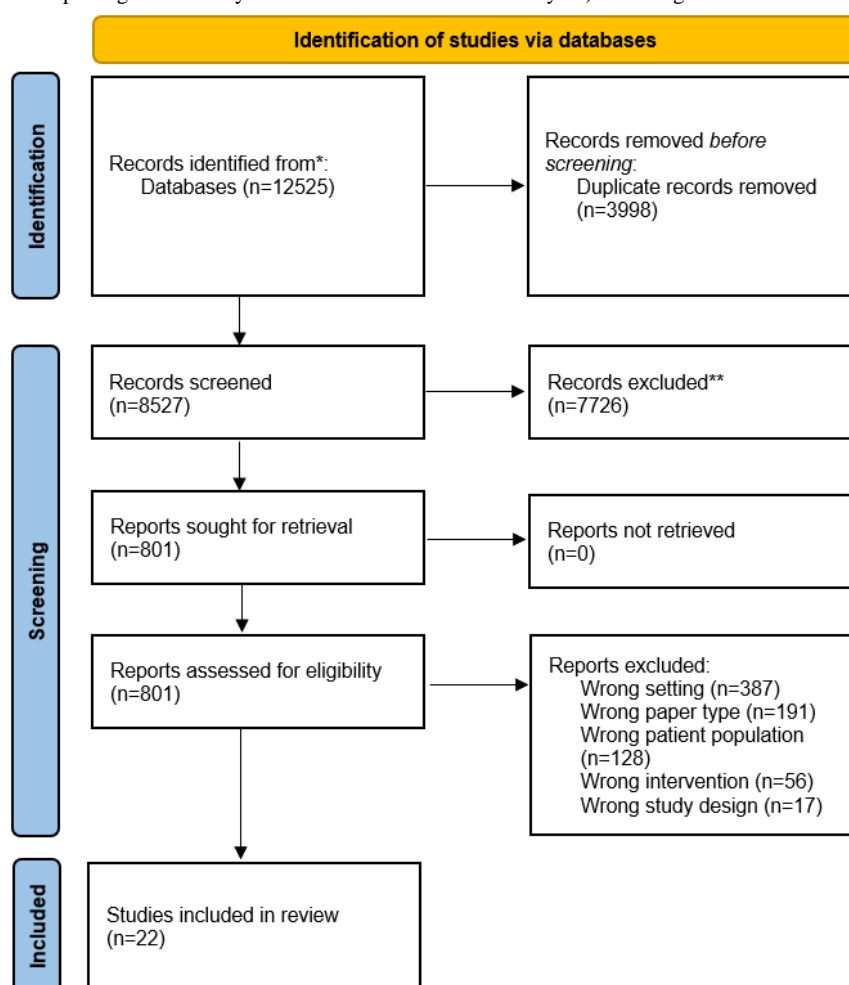 Identification of studies via databases
Identification
Records identified from*:
Databases (n=12525)
Records removed before
screening:
Duplicate records removed
(n=3998)
Screening
Records screened
(n=8527)
Records excluded**
(n=7726)
Reports sought for retrieval
(n=801)
Reports not retrieved
(n=0)
Reports assessed for eligibility
(n=801)
Reports excluded:
Wrong setting (n=387)
Wrong paper type (n=191)
Wrong patient population
(n=128)
Wrong intervention (n=56)
Wrong study design (n=17)
Included
Studies included in review
(n=22)